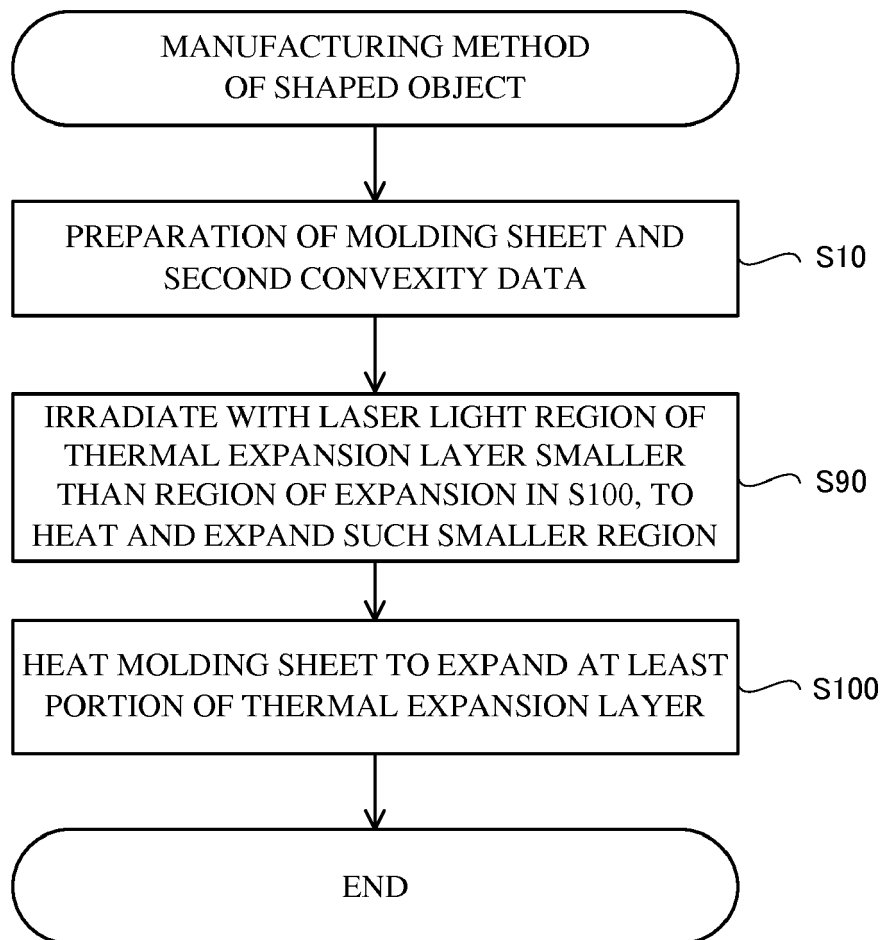 MANUFACTURING METHOD
OF SHAPED OBJECT
PREPARATION OF MOLDING SHEET AND
SECOND CONVEXITY DATA
S10
IRRADIATE WITH LASER LIGHT REGION OF
THERMAL EXPANSION LAYER SMALLER
THAN REGION OF EXPANSION IN S100, TO
HEAT AND EXPAND SUCH SMALLER REGION
S90
HEAT MOLDING SHEET TO EXPAND AT LEAST
PORTION OF THERMAL EXPANSION LAYER
S100
END